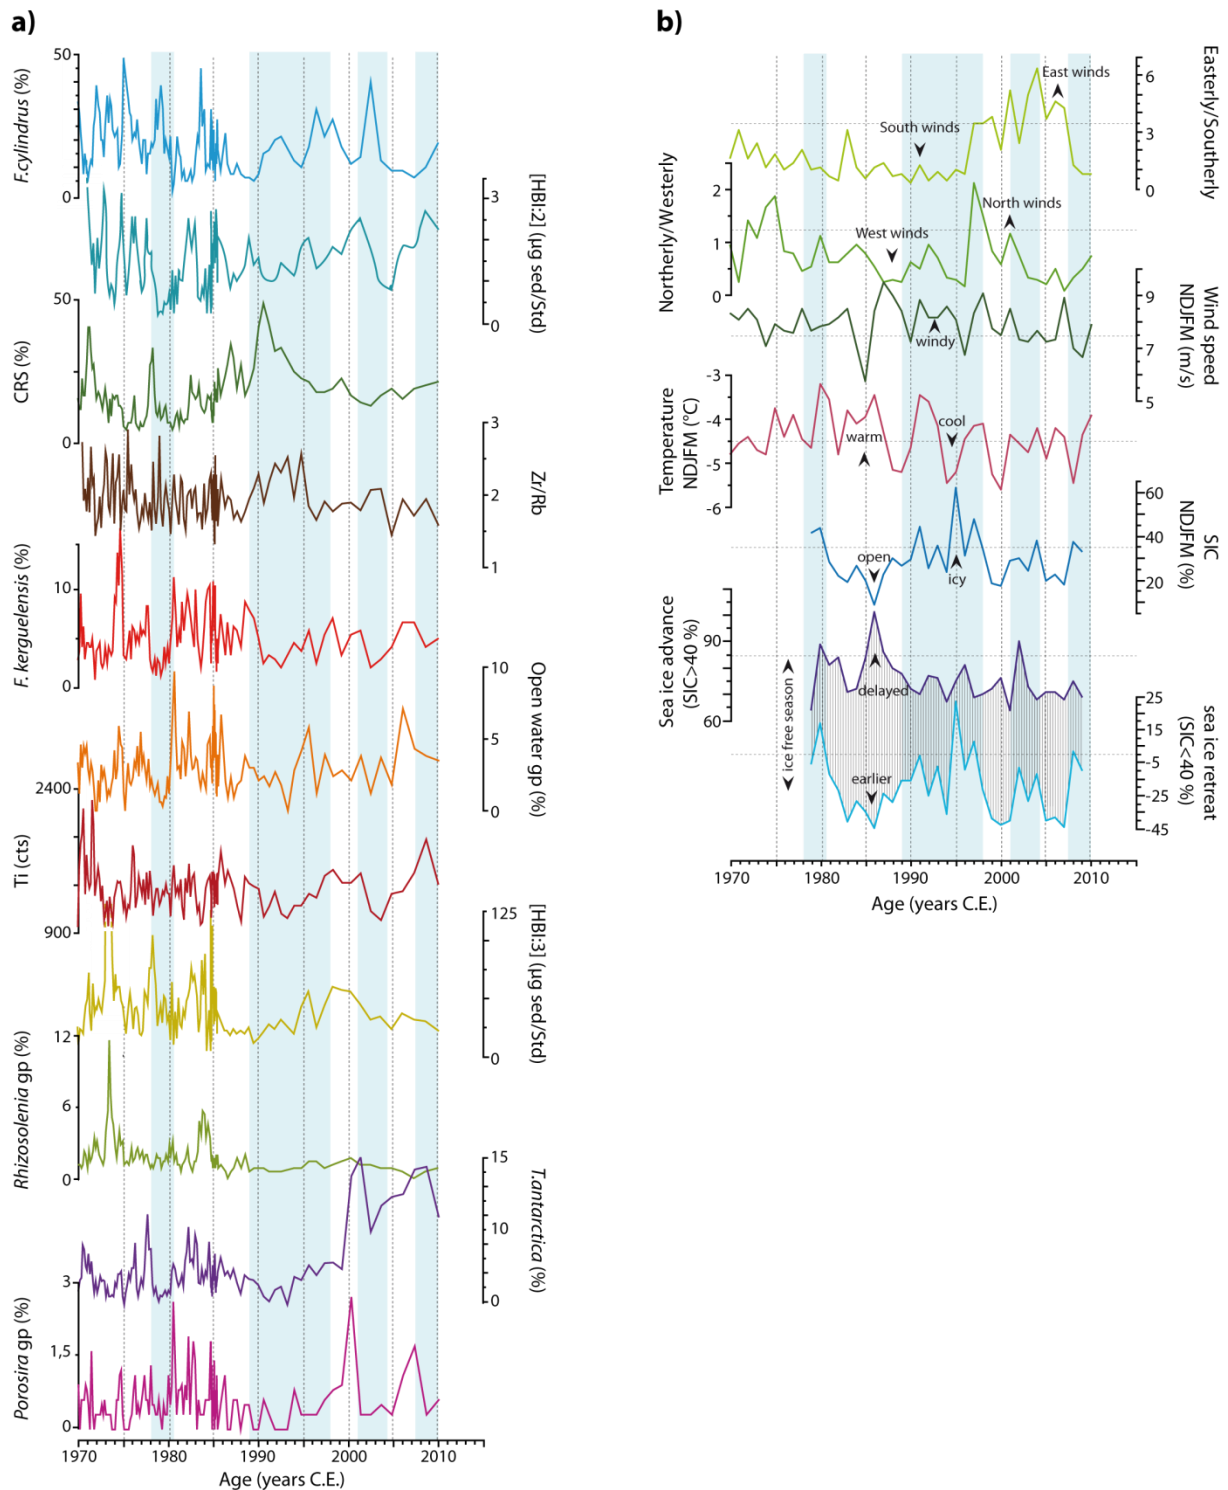 a)
50
F.cylindrus (%)
0
[HBI:2] (µg sed/Std)
3
0
50
CRS (%)
0
3
Zr/Rb
2
1
10
F. kerguelensis (%)
0
10
Open water gp (%)
5
0
2400
Ti (cts)
900
125
[HBI:3] (µg sed/Std)
0
12
Rhizosolenia gp (%)
6
0
15
T.antarctica (%)
10
0
3
Porosira gp (%)
1,5
0
1970 1980 1990 2000 2010
Age (years C.E.)
b)
6
East winds
Easterly/Southerly
3
South winds
0
Northerly/Westerly
2
North winds
1
West winds
0
9
Wind speed
NDJFM (m/s)
windy
7
5
-3
Temperature
NDJFM (°C)
-4
cool
warm
-5
-6
60
SIC
NDJFM (%)
40
open
icy
20
Sea ice advance
(SIC>40 %)
90
delayed
60
ice free season
25
sea ice retreat
(SIC<40 %)
15
-5
earlier
-25
-45
1970 1980 1990 2000 2010
Age (years C.E.)